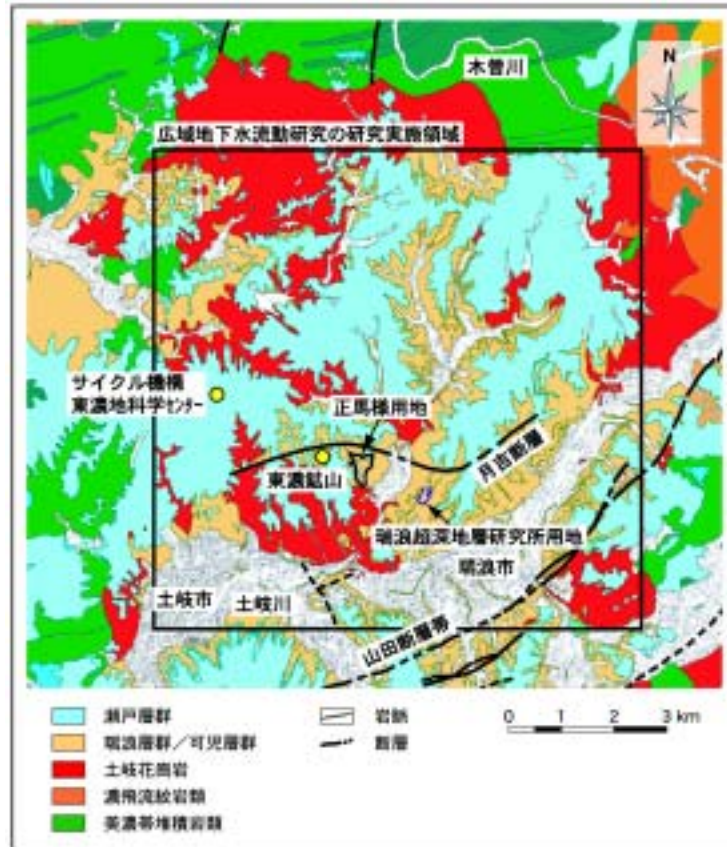 木曽川
N
広域地下水流動研究の研究実施領域
サイクル機構
東濃地科学センター
正馬様用地
東濃鉱山
月吉断層
瑞浪超深地層研究所用地
瑞浪市
土岐市
土岐川
山田断層帯
瀬戸層群
瑞浪層群/可児層群
土岐花崗岩
濃飛流紋岩類
美濃帯堆積岩類
岩脈
断層
0 1 2 3 km